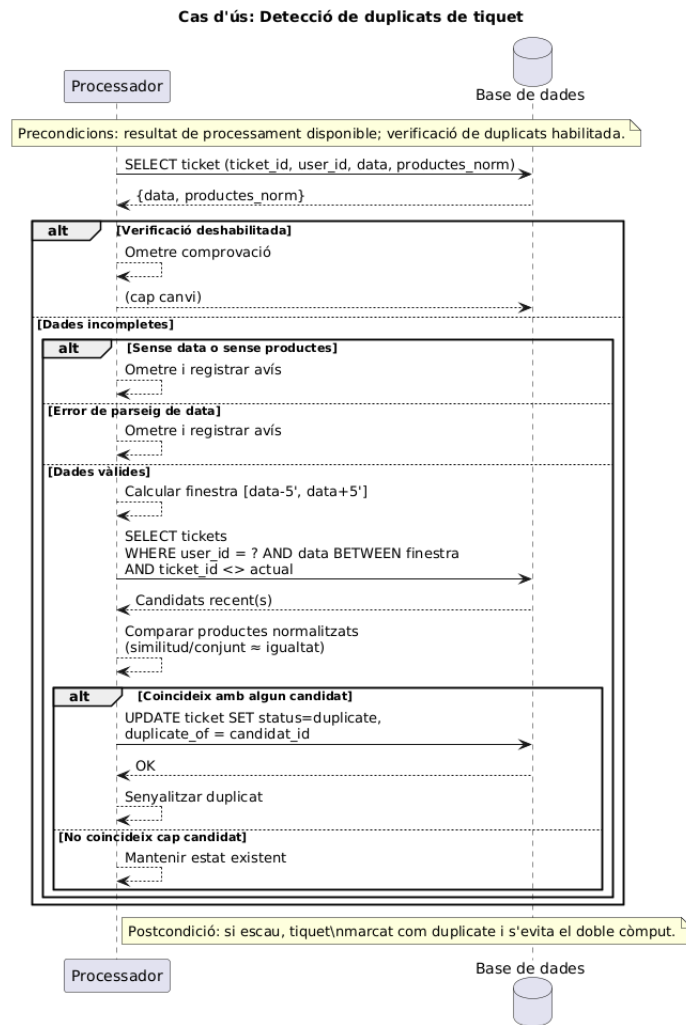 Cas d'ús: Detecció de duplicats de tiquet
Processador
Base de dades
Precondicions: resultat de processament disponible; verificació de duplicats habilitada.
SELECT ticket (ticket_id, user_id, data, productes_norm)
{data, productes_norm}
alt [Verificació deshabilitada]
Ometre comprovació
(cap canvi)
[Dades incompletes]
alt [Sense data o sense productes]
Ometre i registrar avís
[Error de parseig de data]
Ometre i registrar avís
[Dades vàlides]
Calcular finestra [data-5', data+5']
SELECT tickets
WHERE user_id = ? AND data BETWEEN finestra
AND ticket_id <> actual
Candidats recent(s)
Comparar productes normalitzats
(similitud/conjunt ≈ igualtat)
alt [Coincideix amb algun candidat]
UPDATE ticket SET status=duplicate,
duplicate_of = candidat_id
OK
Senyalitzar duplicat
[No coincideix cap candidat]
Mantenir estat existent
Postcondició: si escau, tiquet\nmarcat com duplicate i s'evita el doble còmput.
Processador
Base de dades